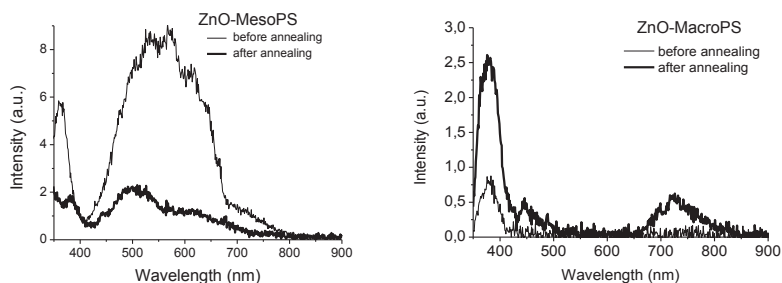 ZnO-MesoPS
before annealing
after annealing
Intensity (a.u.)
8
6
4
2
0
400 500 600 700 800 900
Wavelength (nm)
ZnO-MacroPS
before annealing
after annealing
Intensity (a.u.)
3,0
2,5
2,0
1,5
1,0
0,5
0,0
400 500 600 700 800 900
Wavelength (nm)